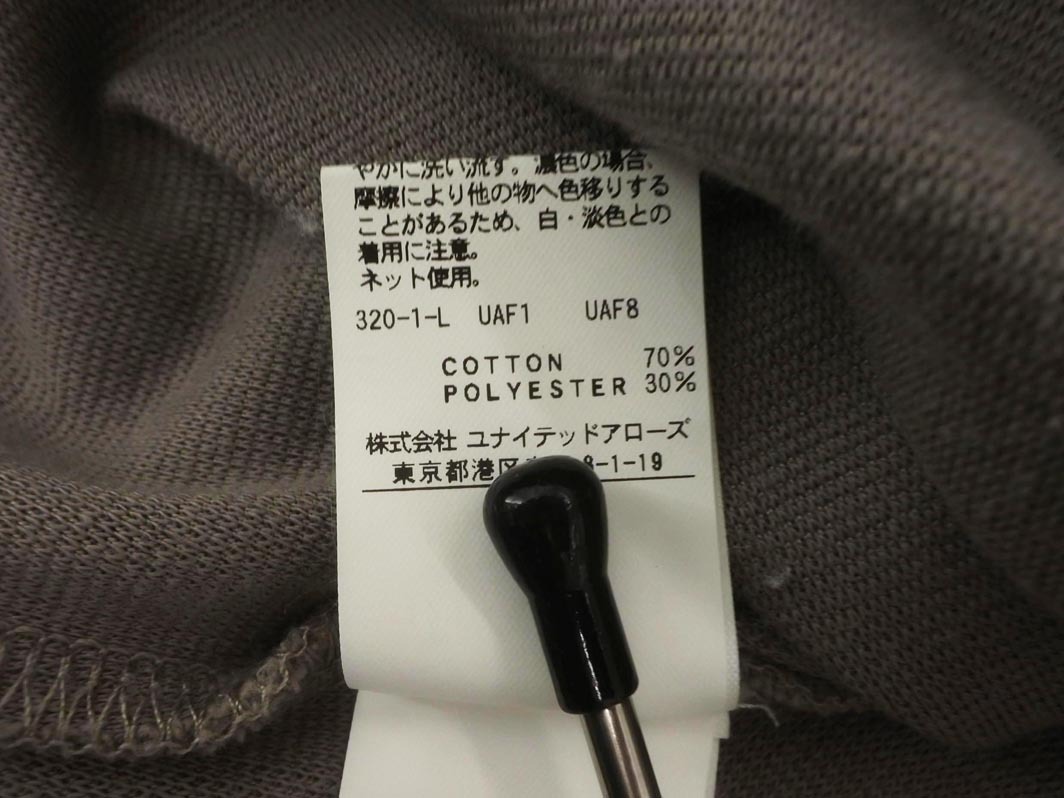 やかに洗い流す。濃色の場合、
摩擦により他の物へ色移りする
ことがあるため、白・淡色との
着用に注意。
ネット使用。
320-1-L UAF1 UAF8
COTTON 70%
POLYESTER 30%
株式会社 ユナイテッドアローズ
東京都港区 8-1-19